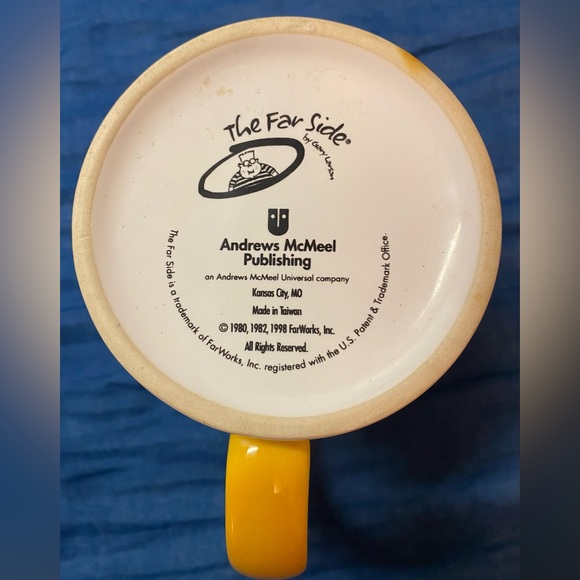 The Far Side®
by Gary Larson
Andrews McMeel
Publishing
an Andrews McMeel Universal company
Kansas City, MO
Made in Taiwan
© 1980, 1982, 1998 FarWorks, Inc.
All Rights Reserved.
The Far Side is a trademark of FarWorks, Inc. registered with the U.S. Patent & Trademark Office.